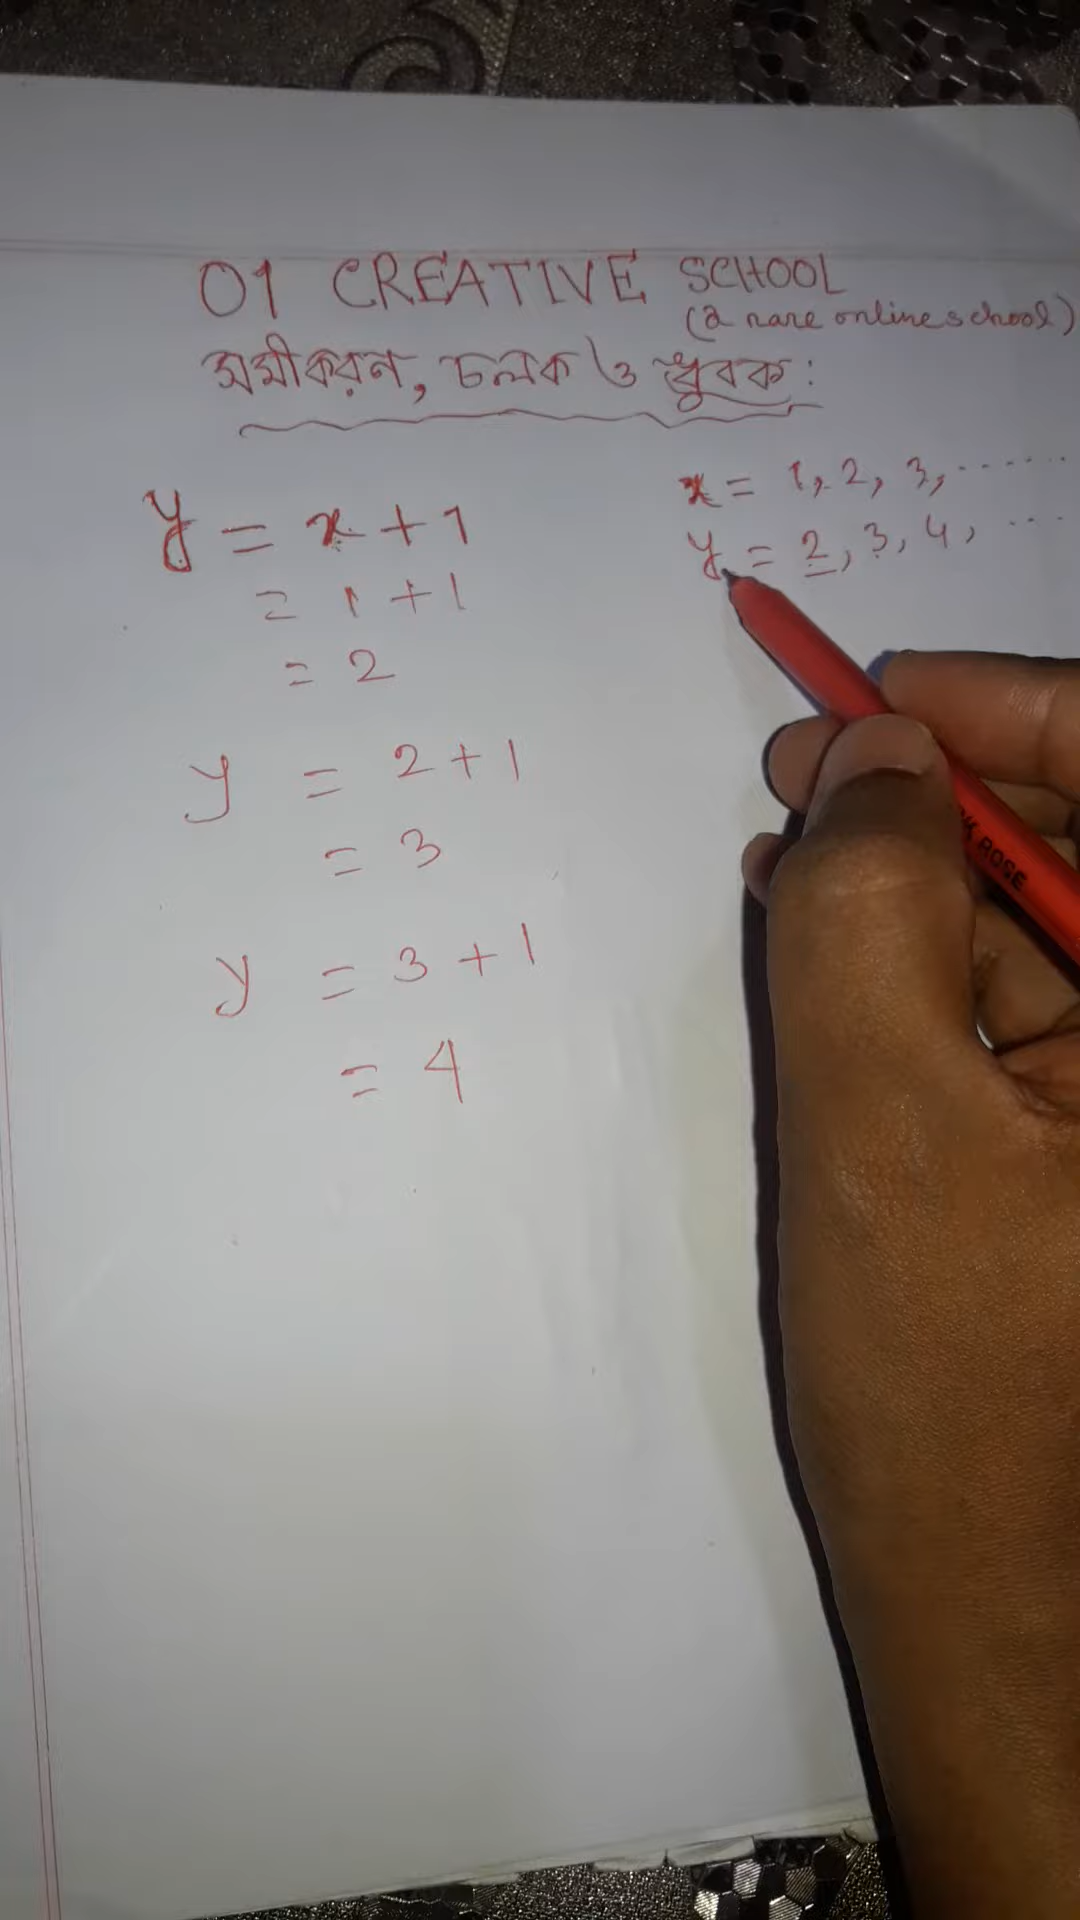 01 CREATIVE SCHOOL
(a rare online school)
সমীকরণ, চলক ও ধ্রুবক:
x = 1, 2, 3, ......
y = 2, 3, 4, ....
y = x + 1
= 1 + 1
= 2
y = 2 + 1
= 3
y = 3 + 1
= 4
ROSE